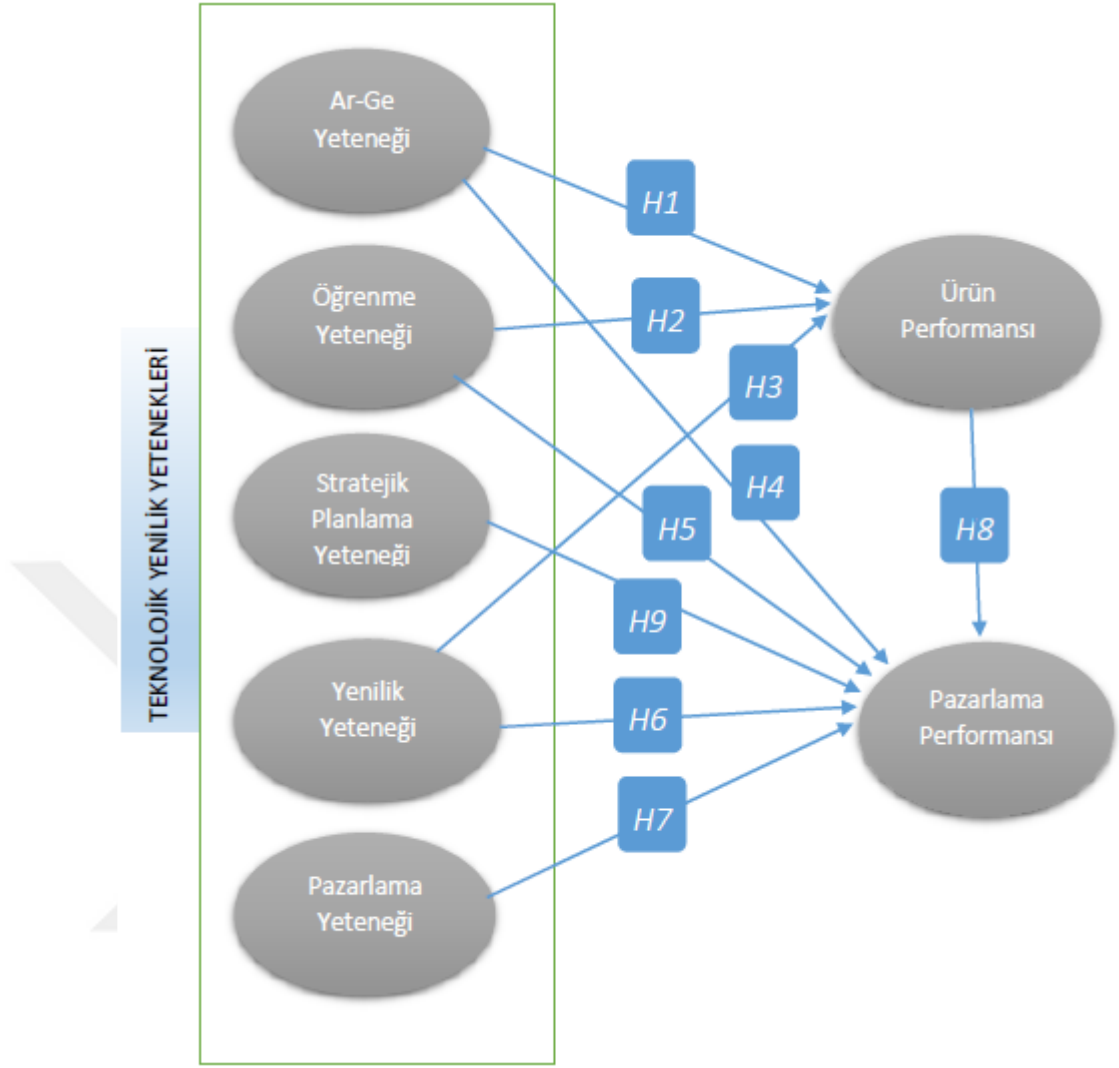 TEKNOLOJİK YENİLİK YETENEKLERİ
Ar-Ge
Yeteneği
Öğrenme
Yeteneği
Stratejik
Planlama
Yeteneği
Yenilik
Yeteneği
Pazarlama
Yeteneği
H1
H2
H3
H4
H5
H9
H6
H7
H8
Ürün
Performansı
Pazarlama
Performansı